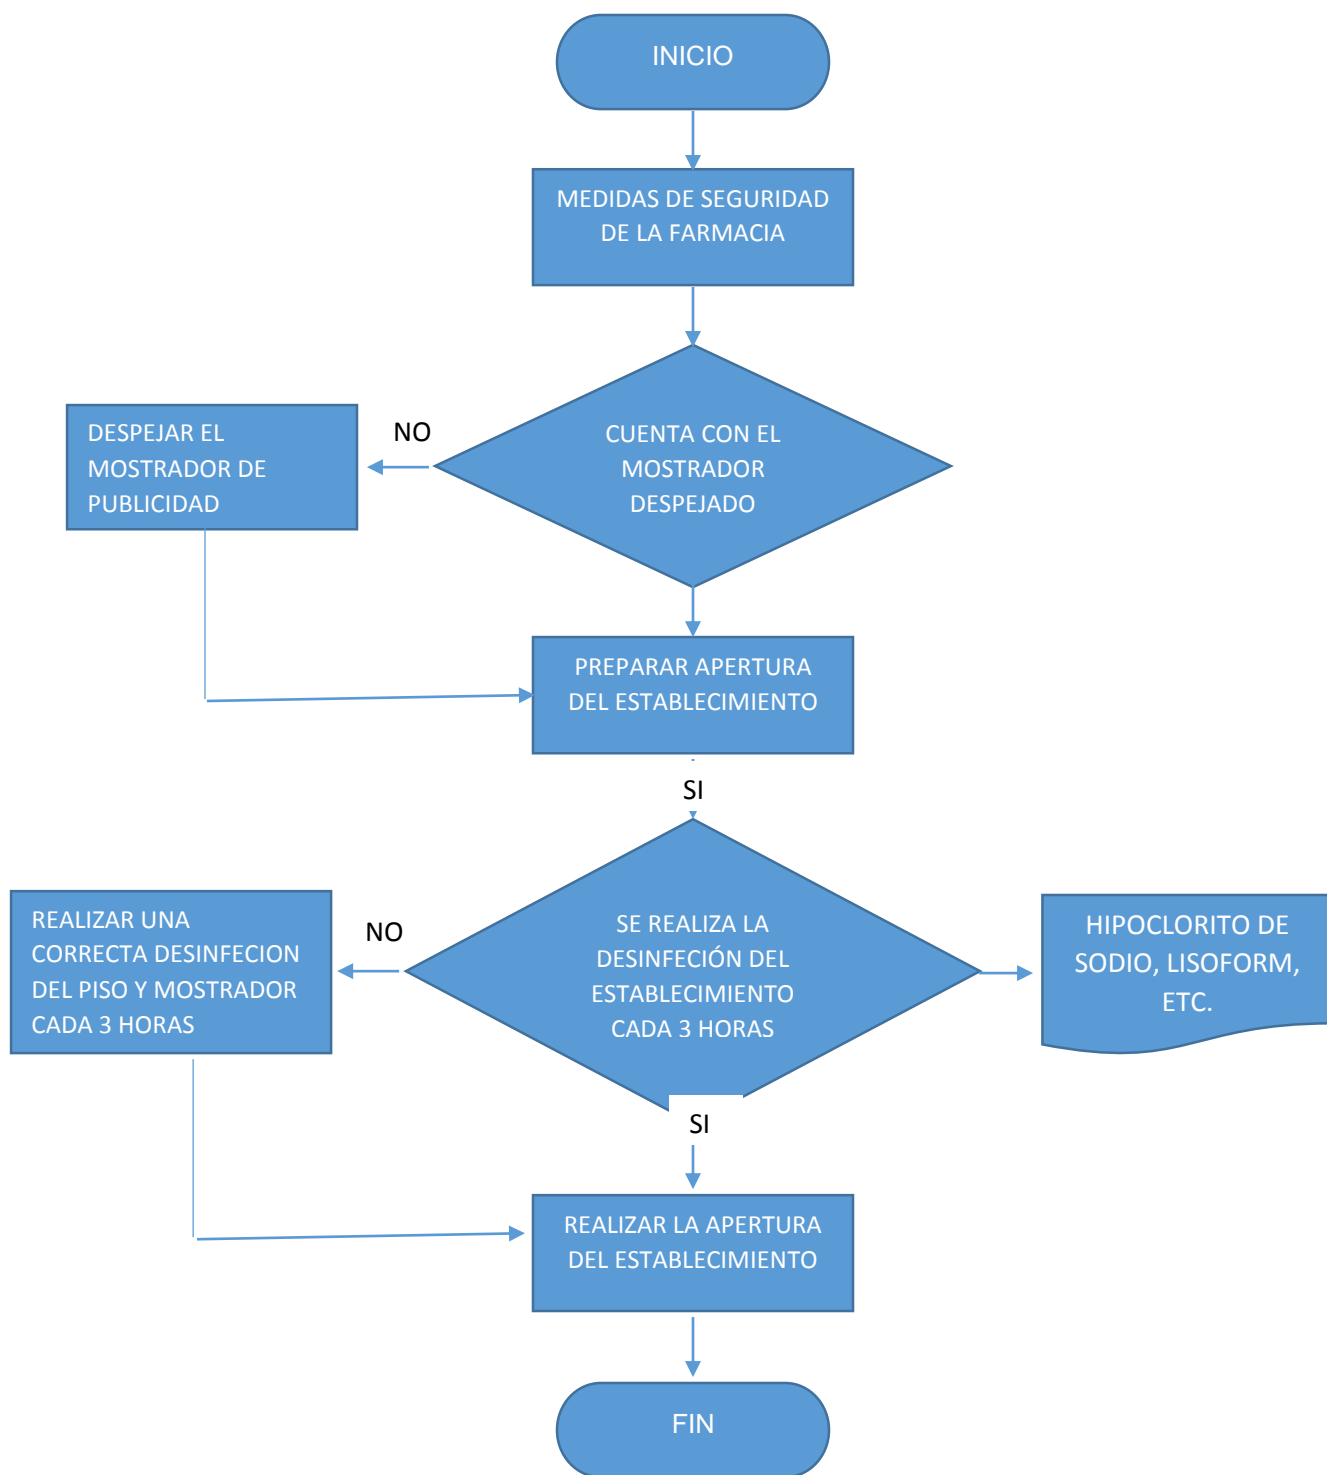 INICIO
MEDIDAS DE SEGURIDAD
DE LA FARMACIA
DESPEJAR EL
MOSTRADOR DE
PUBLICIDAD
NO
CUENTA CON EL
MOSTRADOR
DESPEJADO
PREPARAR APERTURA
DEL ESTABLECIMIENTO
SI
REALIZAR UNA
CORRECTA DESINFECION
DEL PISO Y MOSTRADOR
CADA 3 HORAS
NO
SE REALIZA LA
DESINFECIÓN DEL
ESTABLECIMIENTO
CADA 3 HORAS
HIPOCLORITO DE
SODIO, LISOFORM,
ETC.
SI
REALIZAR LA APERTURA
DEL ESTABLECIMIENTO
FIN